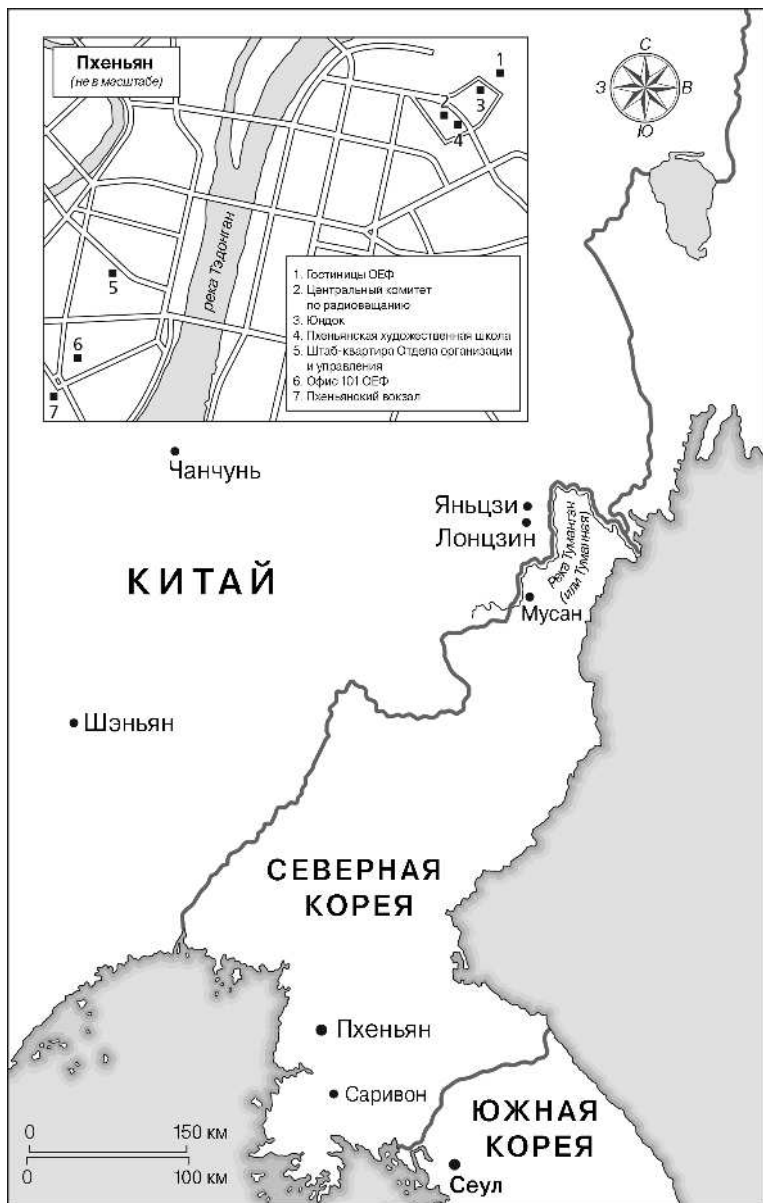 Пхеньян
(не в масштабе)
1
2
3
4
С
З
В
Ю
река Тэдонган
5
6
7
1. Гостиницы ОЕФ
2. Центральный комитет
по радиовещанию
3. Юндок
4. Пхеньянская художественная школа
5. Штаб-квартира Отдела организации
и управления
6. Офис 101 ОЕФ
7. Пхеньянский вокзал
Чанчунь
Яньцзи
Лонцзин
Река Туманган
(или Туманная)
КИТАЙ
Мусан
Шэньян
СЕВЕРНАЯ
КОРЕЯ
Пхеньян
Саривон
ЮЖНАЯ
КОРЕЯ
Сеул
0 150 км
0 100 км